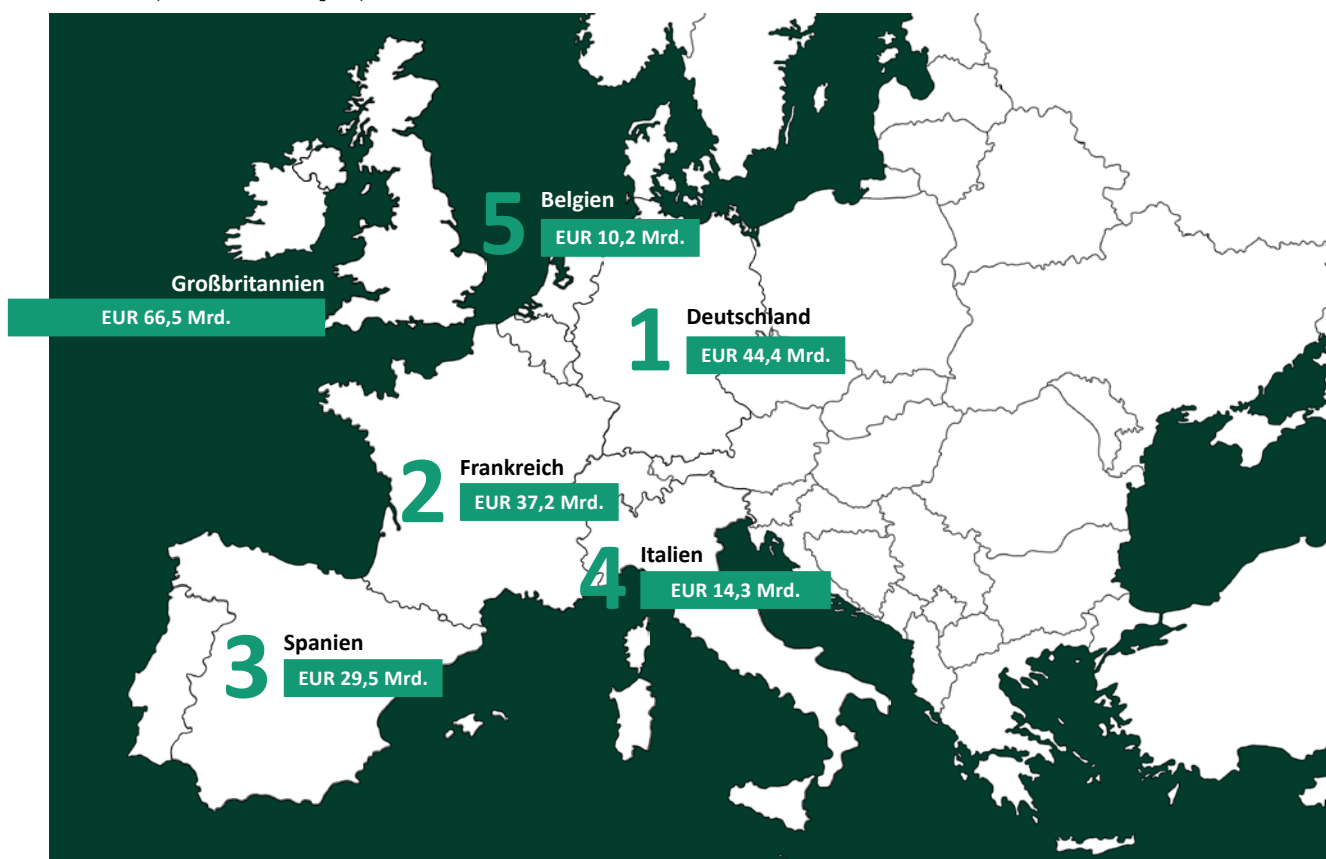 5
Belgien
EUR 10,2 Mrd.
Großbritannien
EUR 66,5 Mrd.
1
Deutschland
EUR 44,4 Mrd.
2
Frankreich
EUR 37,2 Mrd.
4
Italien
EUR 14,3 Mrd.
3
Spanien
EUR 29,5 Mrd.